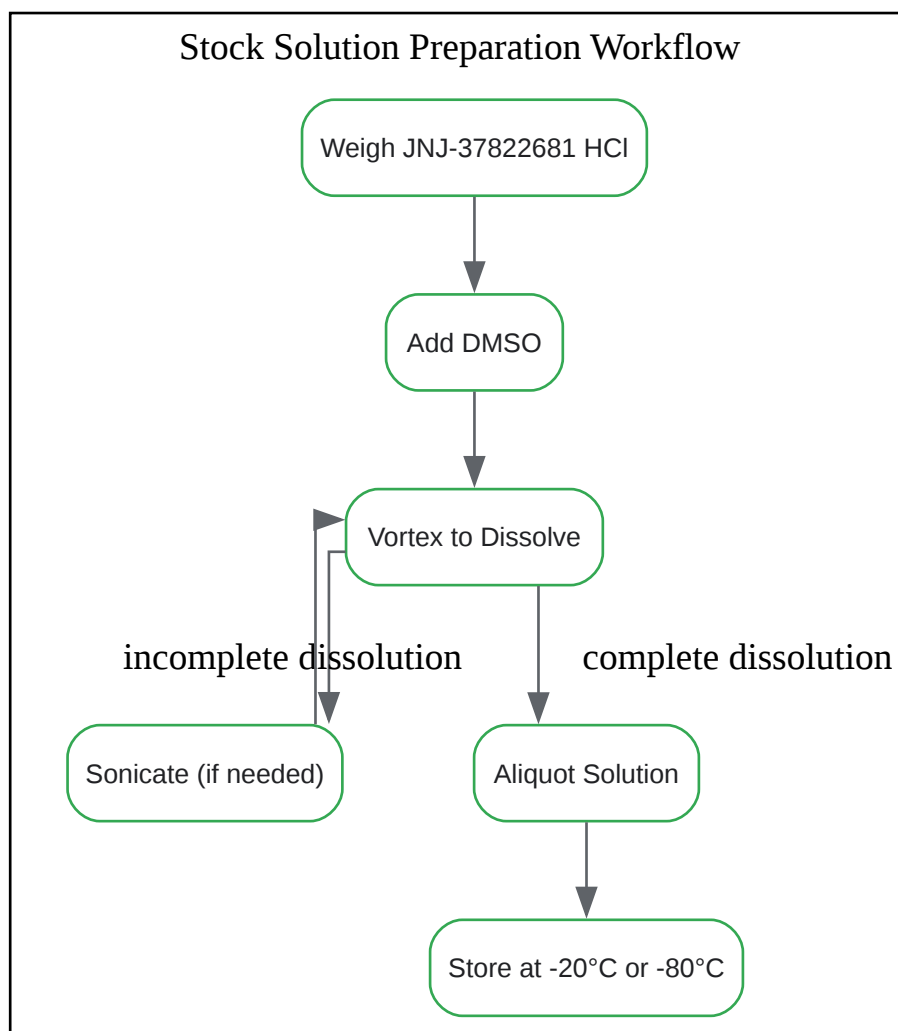 Stock Solution Preparation Workflow
Weigh JNJ-37822681 HCl
Add DMSO
Vortex to Dissolve
incomplete dissolution
complete dissolution
Sonicate (if needed)
Aliquot Solution
Store at -20°C or -80°C